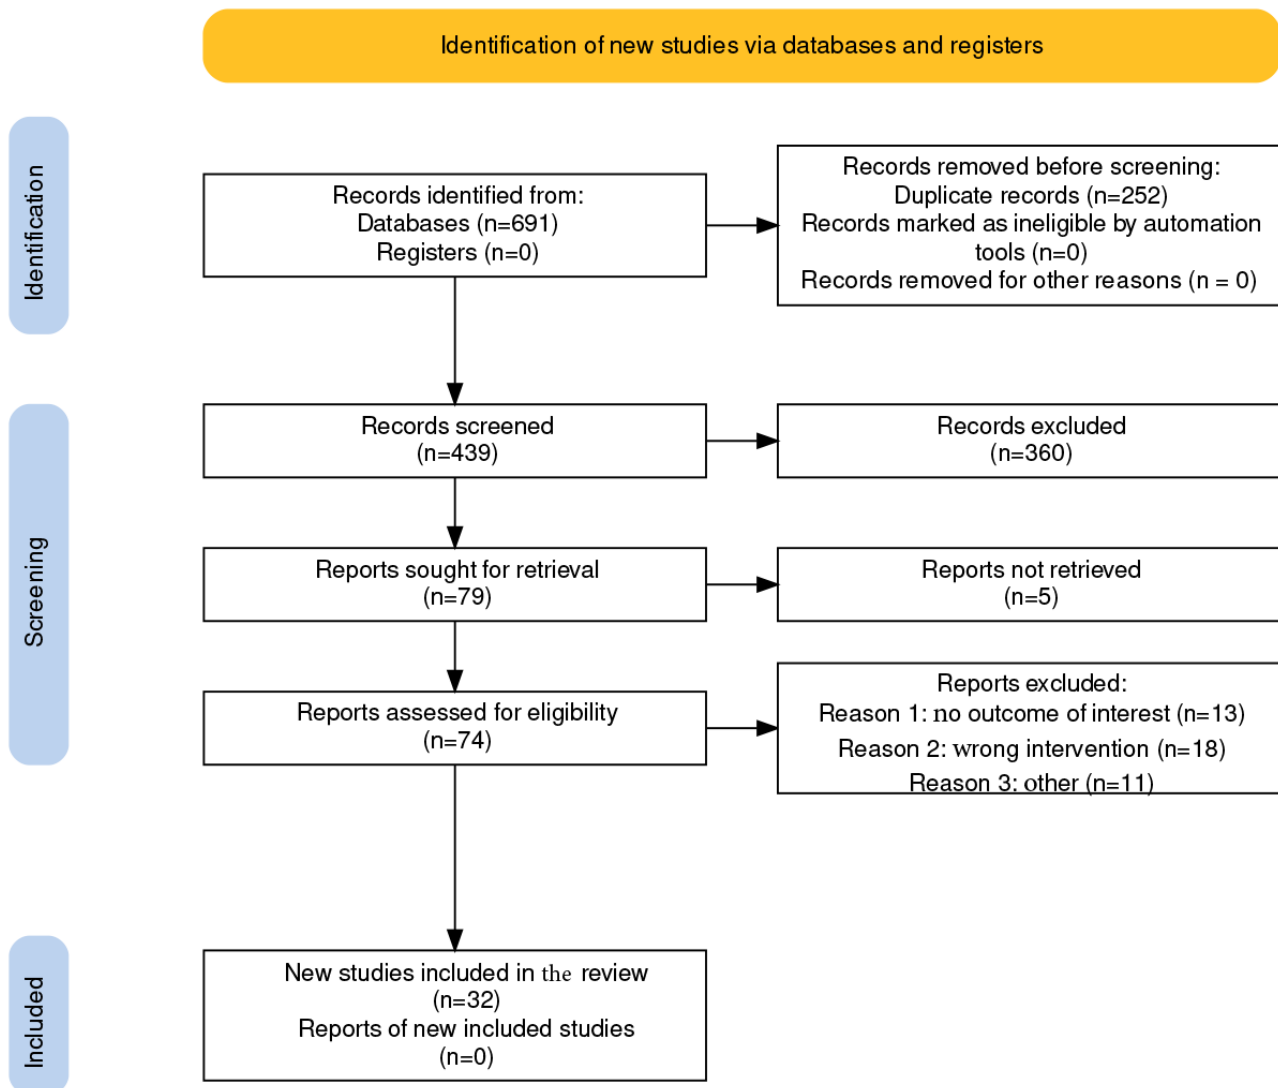 Identification of new studies via databases and registers
Identification
Records identified from:
Databases (n=691)
Registers (n=0)
Records removed before screening:
Duplicate records (n=252)
Records marked as ineligible by automation
tools (n=0)
Records removed for other reasons (n = 0)
Screening
Records screened
(n=439)
Records excluded
(n=360)
Reports sought for retrieval
(n=79)
Reports not retrieved
(n=5)
Reports assessed for eligibility
(n=74)
Reports excluded:
Reason 1: no outcome of interest (n=13)
Reason 2: wrong intervention (n=18)
Reason 3: other (n=11)
Included
New studies included in the review
(n=32)
Reports of new included studies
(n=0)